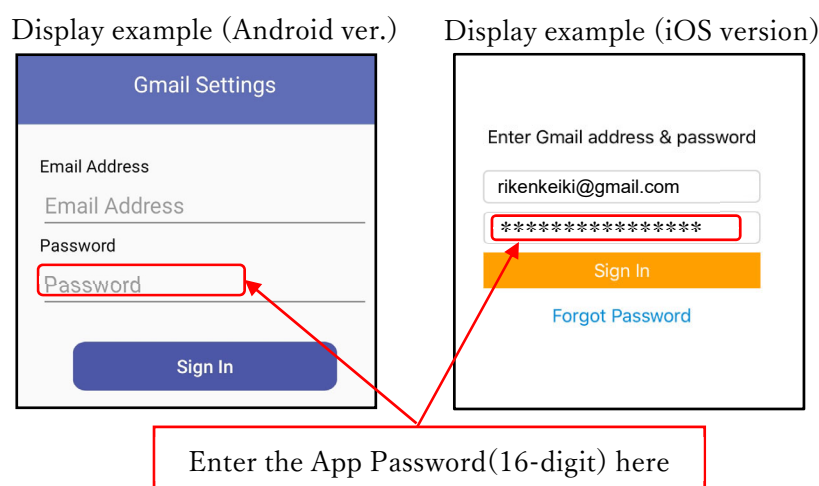 Display example (Android ver.)
Gmail Settings
Email Address
Email Address
Password
Password
Sign In
Display example (iOS version)
Enter Gmail address & password
rikenkeiki@gmail.com
****************
Sign In
Forgot Password
Enter the App Password(16-digit) here